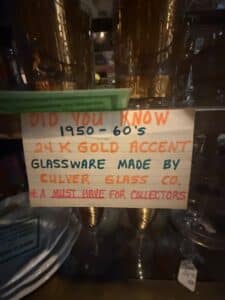 DID YOU KNOW
1950 - 60'S
24 K GOLD ACCENT
GLASSWARE MADE BY
CULVER GLASS CO.
A MUST HAVE FOR COLLECTORS